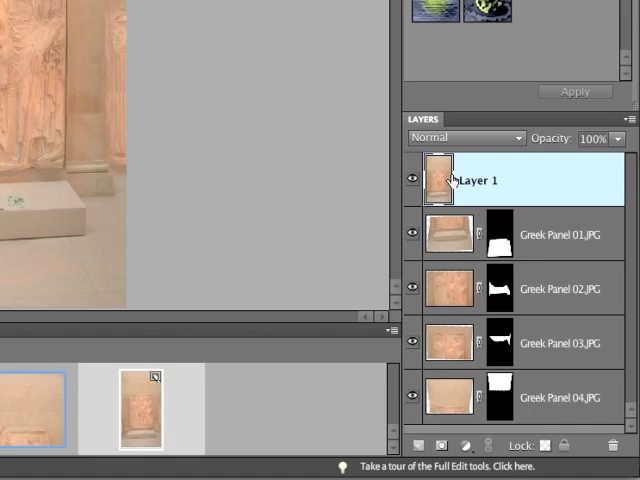 Apply
LAYERS
Normal Opacity: 100%
Layer 1
Greek Panel 01.JPG
Greek Panel 02.JPG
Greek Panel 03.JPG
Greek Panel 04.JPG
Lock:
Take a tour of the Full Edit tools. Click here.